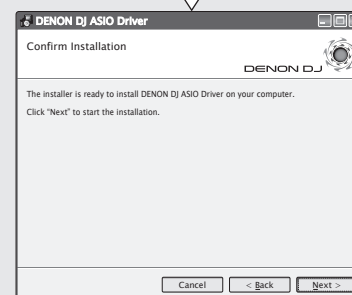 DENON DJ ASIO Driver
Confirm Installation
DENON DJ
The installer is ready to install DENON DJ ASIO Driver on your computer.
Click "Next" to start the installation.
Cancel
< Back
Next >